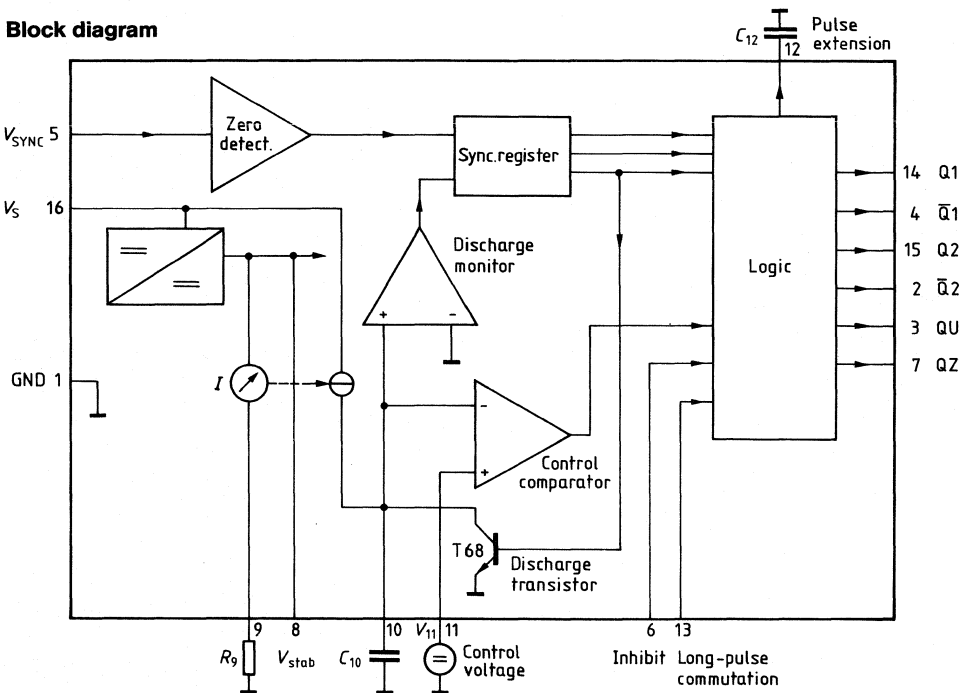 Block diagram
C12
12
Pulse
extension
VSYNC 5
Zero
detect.
Sync.register
VS 16
Discharge
monitor
+ -
Logic
14 Q1
4 Q̅1
15 Q2
2 Q̅2
3 QU
7 QZ
GND 1
I
-
+
Control
comparator
T68
Discharge
transistor
9
8
10
V11 11
6
13
R9
Vstab
C10
Control
voltage
Inhibit
Long-pulse
commutation